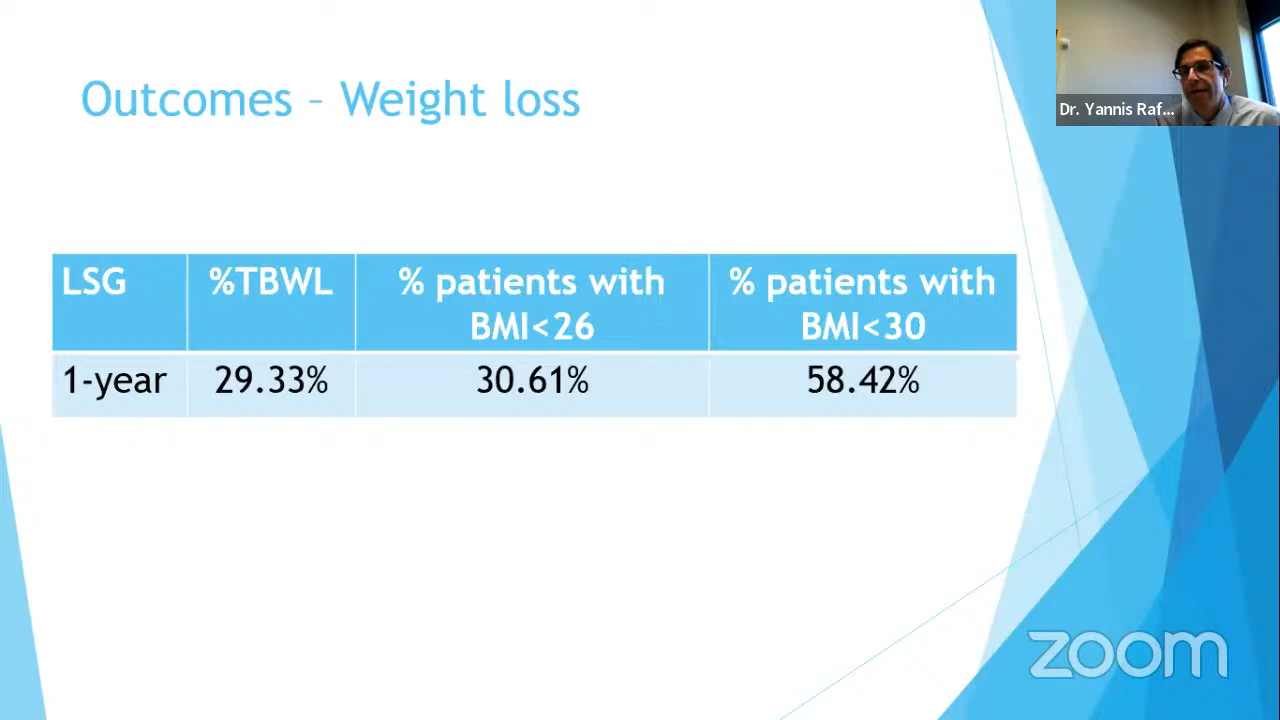 Outcomes – Weight loss
Dr. Yannis Raf...
LSG %TBWL % patients with BMI<26 % patients with BMI<30
1-year 29.33% 30.61% 58.42%
zoom